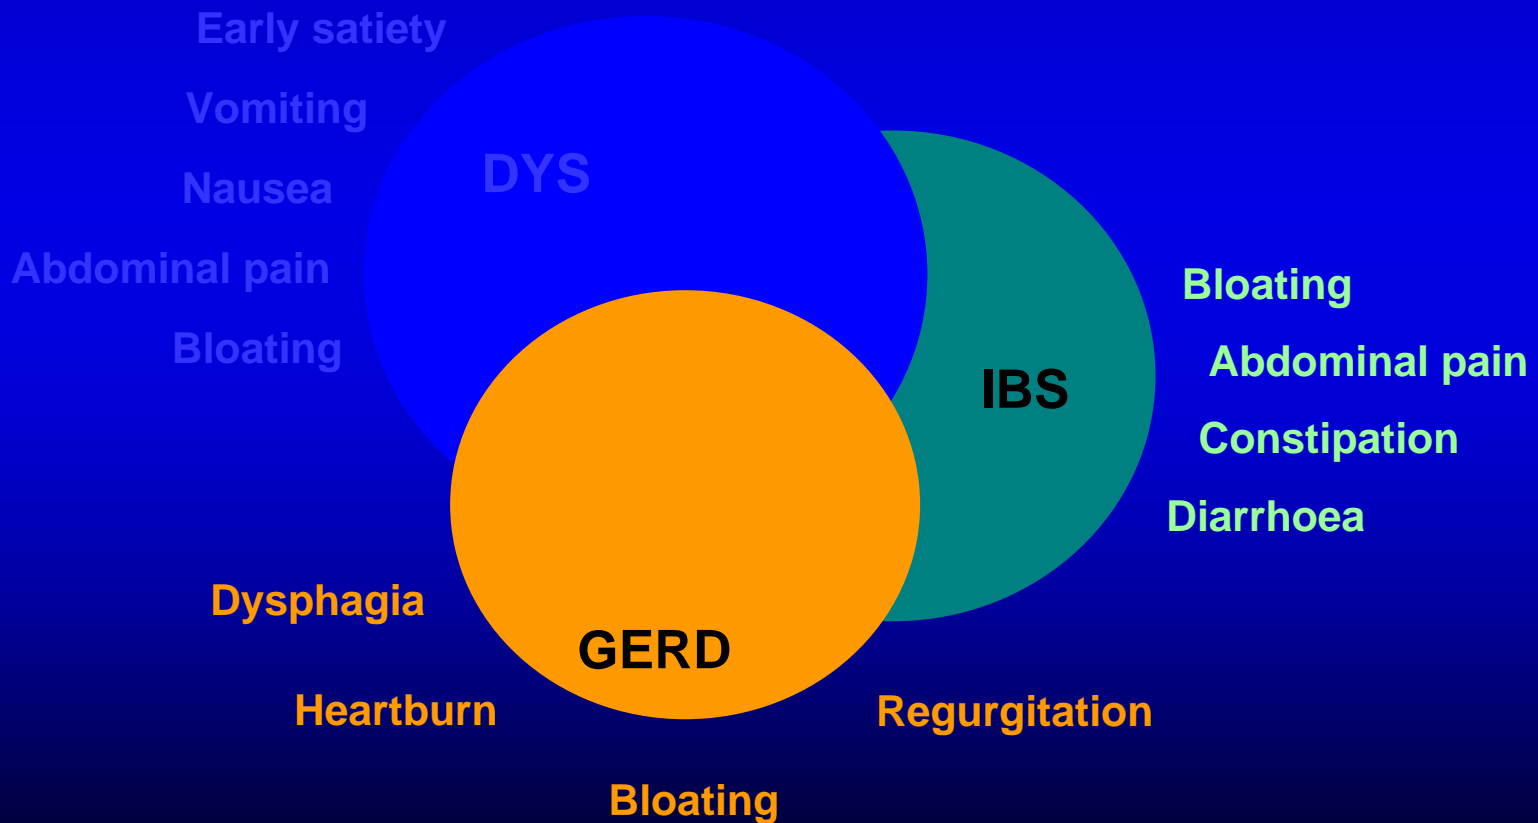 Early satiety
Vomiting
Nausea
Abdominal pain
Bloating
DYS
IBS
Bloating
Abdominal pain
Constipation
Diarrhoea
GERD
Dysphagia
Heartburn
Regurgitation
Bloating